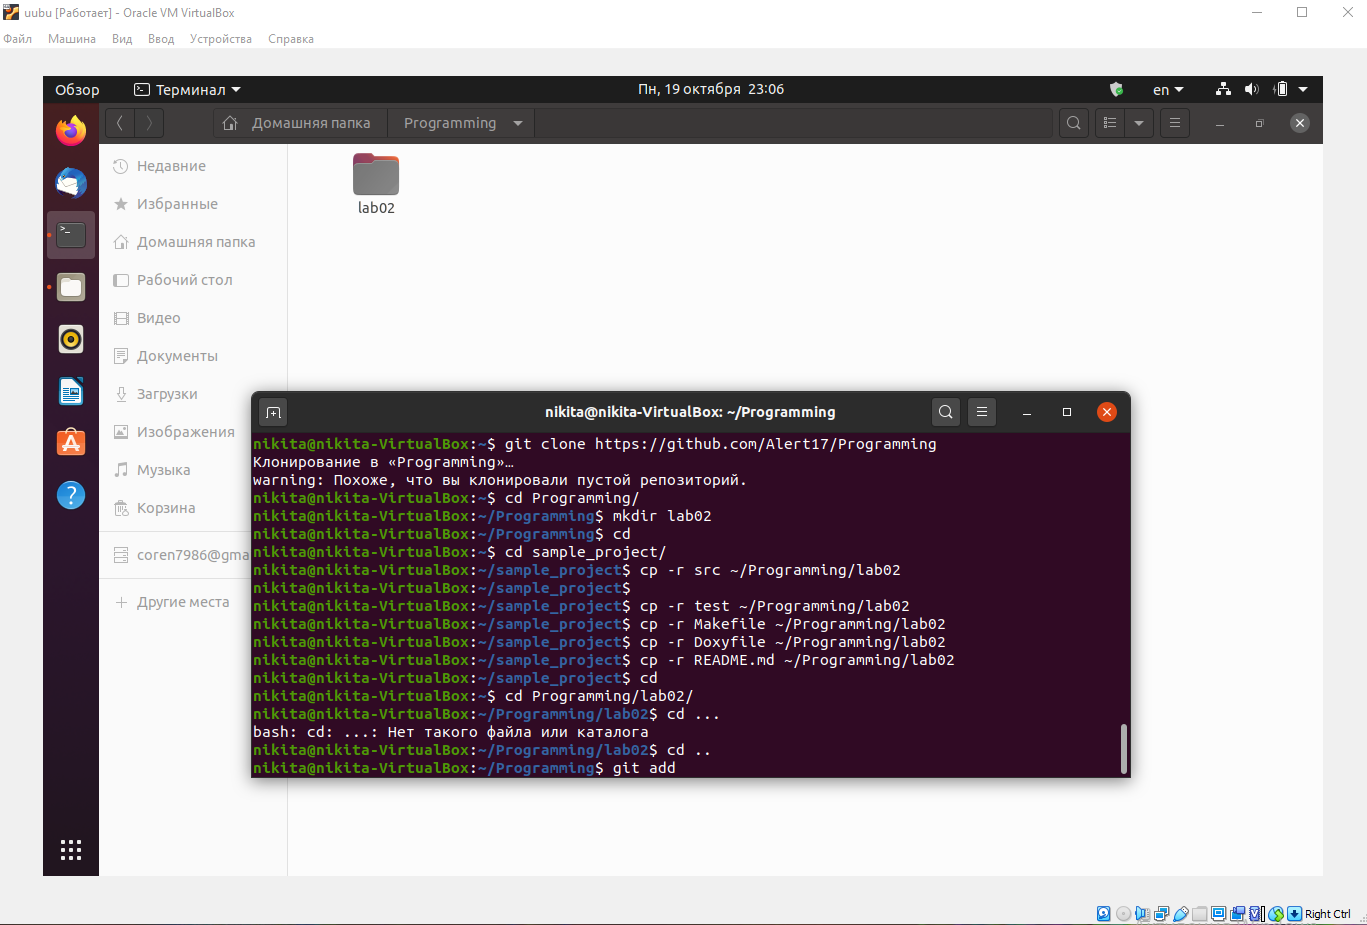 uubu [Работает] - Oracle VM VirtualBox
Файл Машина Вид Ввод Устройства Справка
Обзор Терминал Пн, 19 октября 23:06 en
Домашняя папка Programming
Недавние
Избранные
Домашняя папка
Рабочий стол
Видео
Документы
Загрузки
Изображения
Музыка
Корзина
coren7986@gma
Другие места
lab02
nikita@nikita-VirtualBox: ~/Programming
nikita@nikita-VirtualBox:~$ git clone https://github.com/Alert17/Programming
Клонирование в «Programming»…
warning: Похоже, что вы клонировали пустой репозиторий.
nikita@nikita-VirtualBox:~$ cd Programming/
nikita@nikita-VirtualBox:~/Programming$ mkdir lab02
nikita@nikita-VirtualBox:~/Programming$ cd
nikita@nikita-VirtualBox:~$ cd sample_project/
nikita@nikita-VirtualBox:~/sample_project$ cp -r src ~/Programming/lab02
nikita@nikita-VirtualBox:~/sample_project$
nikita@nikita-VirtualBox:~/sample_project$ cp -r test ~/Programming/lab02
nikita@nikita-VirtualBox:~/sample_project$ cp -r Makefile ~/Programming/lab02
nikita@nikita-VirtualBox:~/sample_project$ cp -r Doxyfile ~/Programming/lab02
nikita@nikita-VirtualBox:~/sample_project$ cp -r README.md ~/Programming/lab02
nikita@nikita-VirtualBox:~/sample_project$ cd
nikita@nikita-VirtualBox:~$ cd Programming/lab02/
nikita@nikita-VirtualBox:~/Programming/lab02$ cd ...
bash: cd: ...: Нет такого файла или каталога
nikita@nikita-VirtualBox:~/Programming/lab02$ cd ..
nikita@nikita-VirtualBox:~/Programming$ git add
Right Ctrl